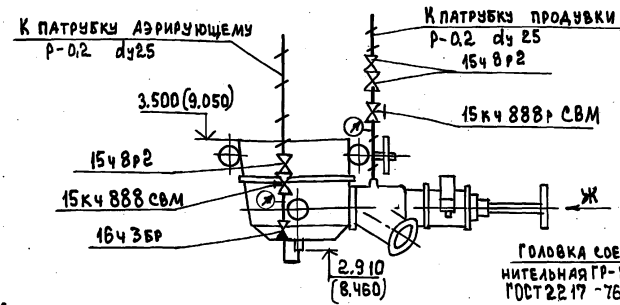 К ПАТРУБКУ АЭРИРУЮЩЕМУ
Р-0,2 dу25
К ПАТРУБКУ ПРОДУВКИ
Р-0,2 dу 25
15ч 8р2
3.500 (9.050)
15кч 888р СВМ
15ч8р2
15кч 888 СВМ
16ч 3БР
Ж
2.910
(8.460)
ГОЛОВКА СОЕ
НИТЕЛЬНАЯ ГР-
ГОСТ 2217-76